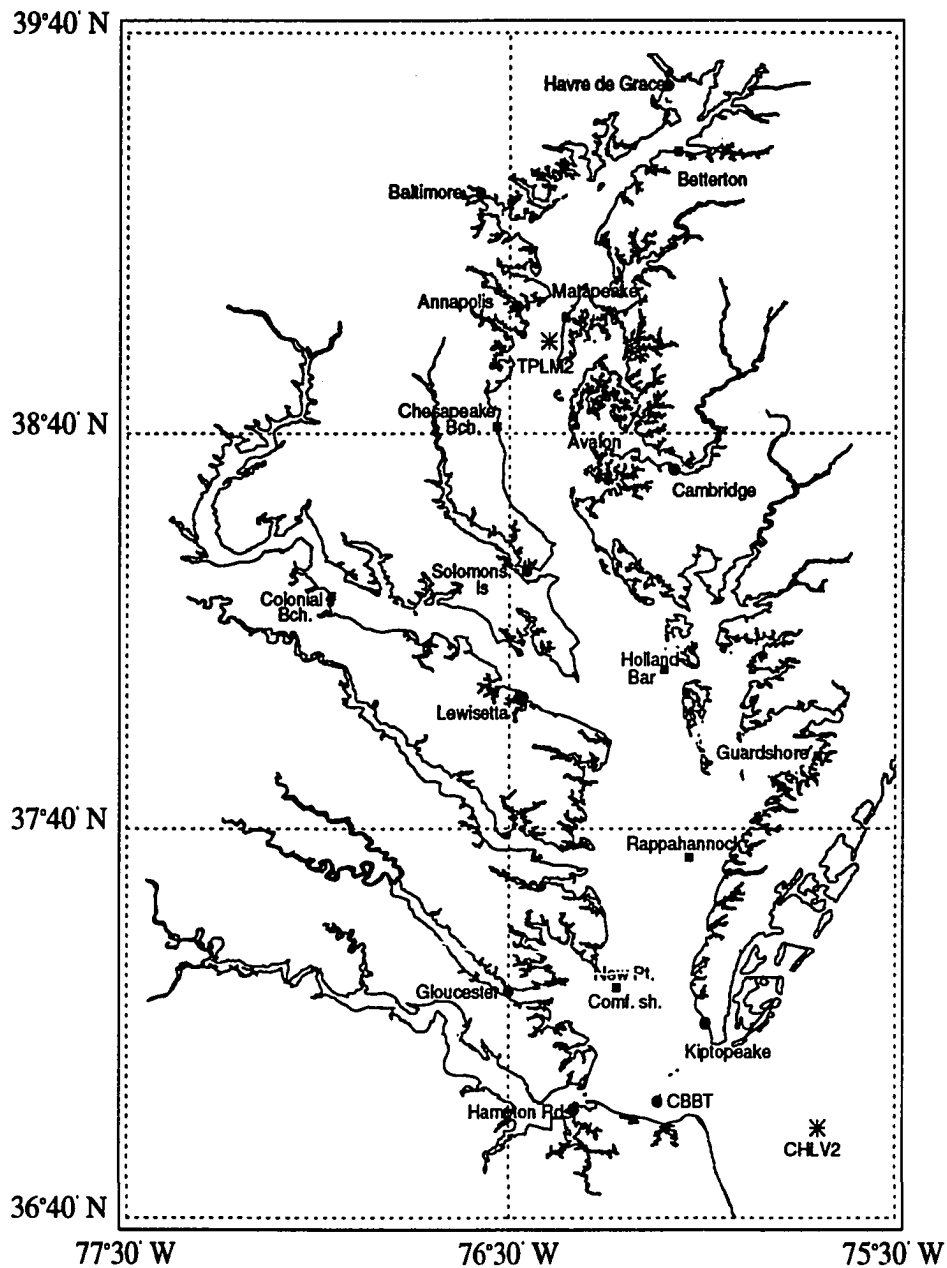 39°40' N
Havre de Grace
Betterton
Baltimore
Matapeake
Annapolis
TPLM2
Chesapeake
Bch.
38°40' N
Avalon
Cambridge
Solomons
Is
Colonial
Bch.
Holland
Bar
Lewisetta
Guardshore
37°40' N
Rappahannock
New Pt.
Comf. sh.
Gloucester
Kiptopeake
CBBT
Hampton Rd
CHLV2
36°40' N
77°30' W
76°30' W
75°30' W